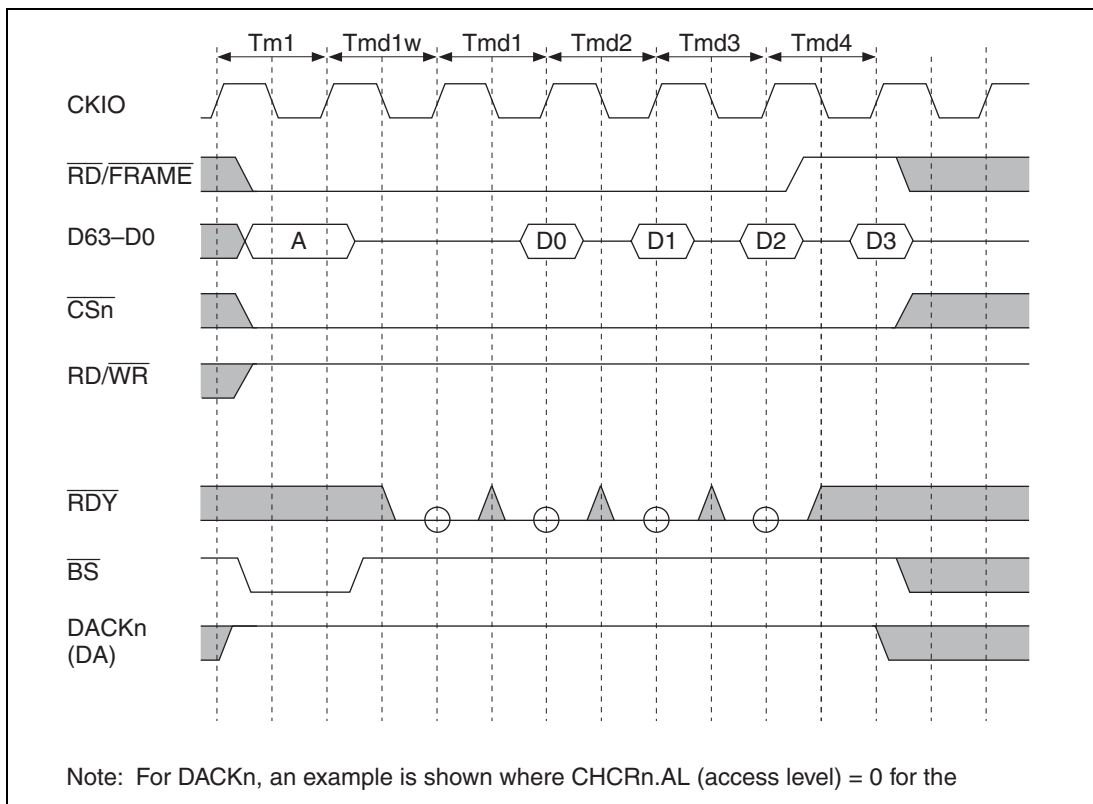 Tm1 Tmd1w Tmd1 Tmd2 Tmd3 Tmd4
CKIO
RD/FRAME
D63–D0 A D0 D1 D2 D3
CSn
RD/WR
RDY
BS
DACKn
(DA)
Note: For DACKn, an example is shown where CHCRn.AL (access level) = 0 for the